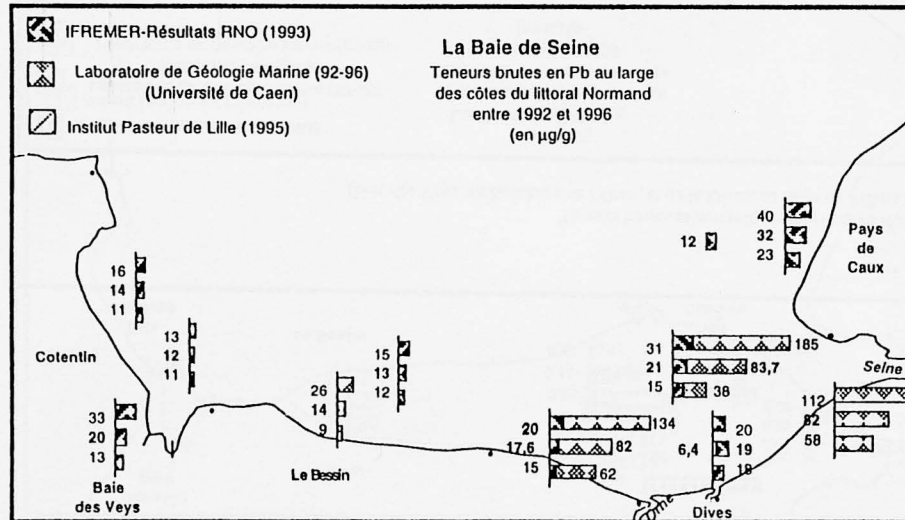 IFREMER-Résultats RNO (1993)
Laboratoire de Géologie Marine (92-96)
(Université de Caen)
Institut Pasteur de Lille (1995)
La Baie de Seine
Teneurs brutes en Pb au large
des côtes du littoral Normand
entre 1992 et 1996
(en µg/g)
40
32
23
12
Pays
de
Caux
16
14
11
13
12
11
Cotentin
15
13
12
26
14
9
33
20
13
Baie
des Veys
Le Bessin
31 185
21 83,7
15 38
Seine
112
82
58
20 134
17,6 82
15 62
20
6,4 19
18
Orne
Dives